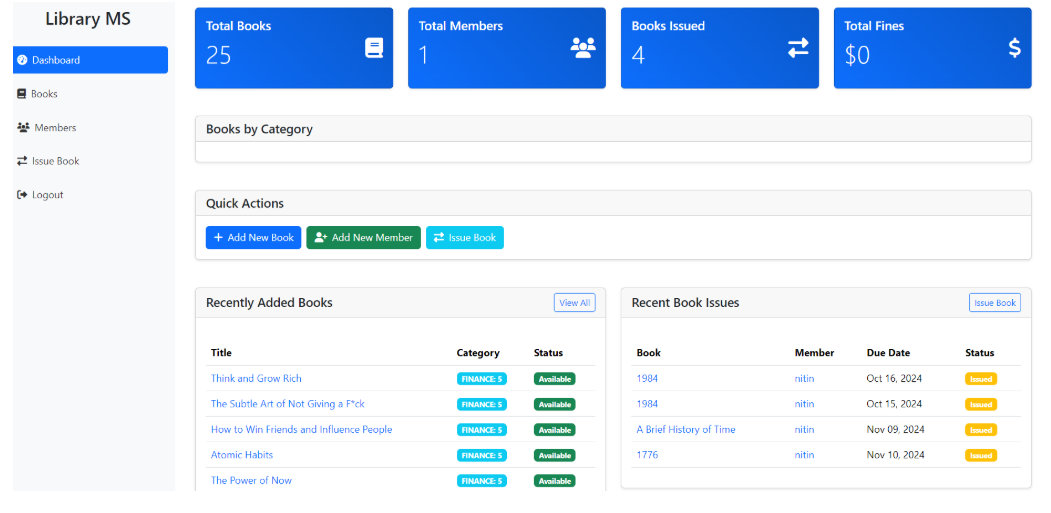 Library MS
Dashboard
Books
Members
Issue Book
Logout
Total Books
25
Total Members
1
Books Issued
4
Total Fines
$0
Books by Category
Quick Actions
Add New Book
Add New Member
Issue Book
Recently Added Books
View All
Title Category Status
Think and Grow Rich FINANCE: 5 Available
The Subtle Art of Not Giving a F*ck FINANCE: 5 Available
How to Win Friends and Influence People FINANCE: 5 Available
Atomic Habits FINANCE: 5 Available
The Power of Now FINANCE: 5 Available
Recent Book Issues
Issue Book
Book Member Due Date Status
1984 nitin Oct 16, 2024 Issued
1984 nitin Oct 15, 2024 Issued
A Brief History of Time nitin Nov 09, 2024 Issued
1776 nitin Nov 10, 2024 Issued